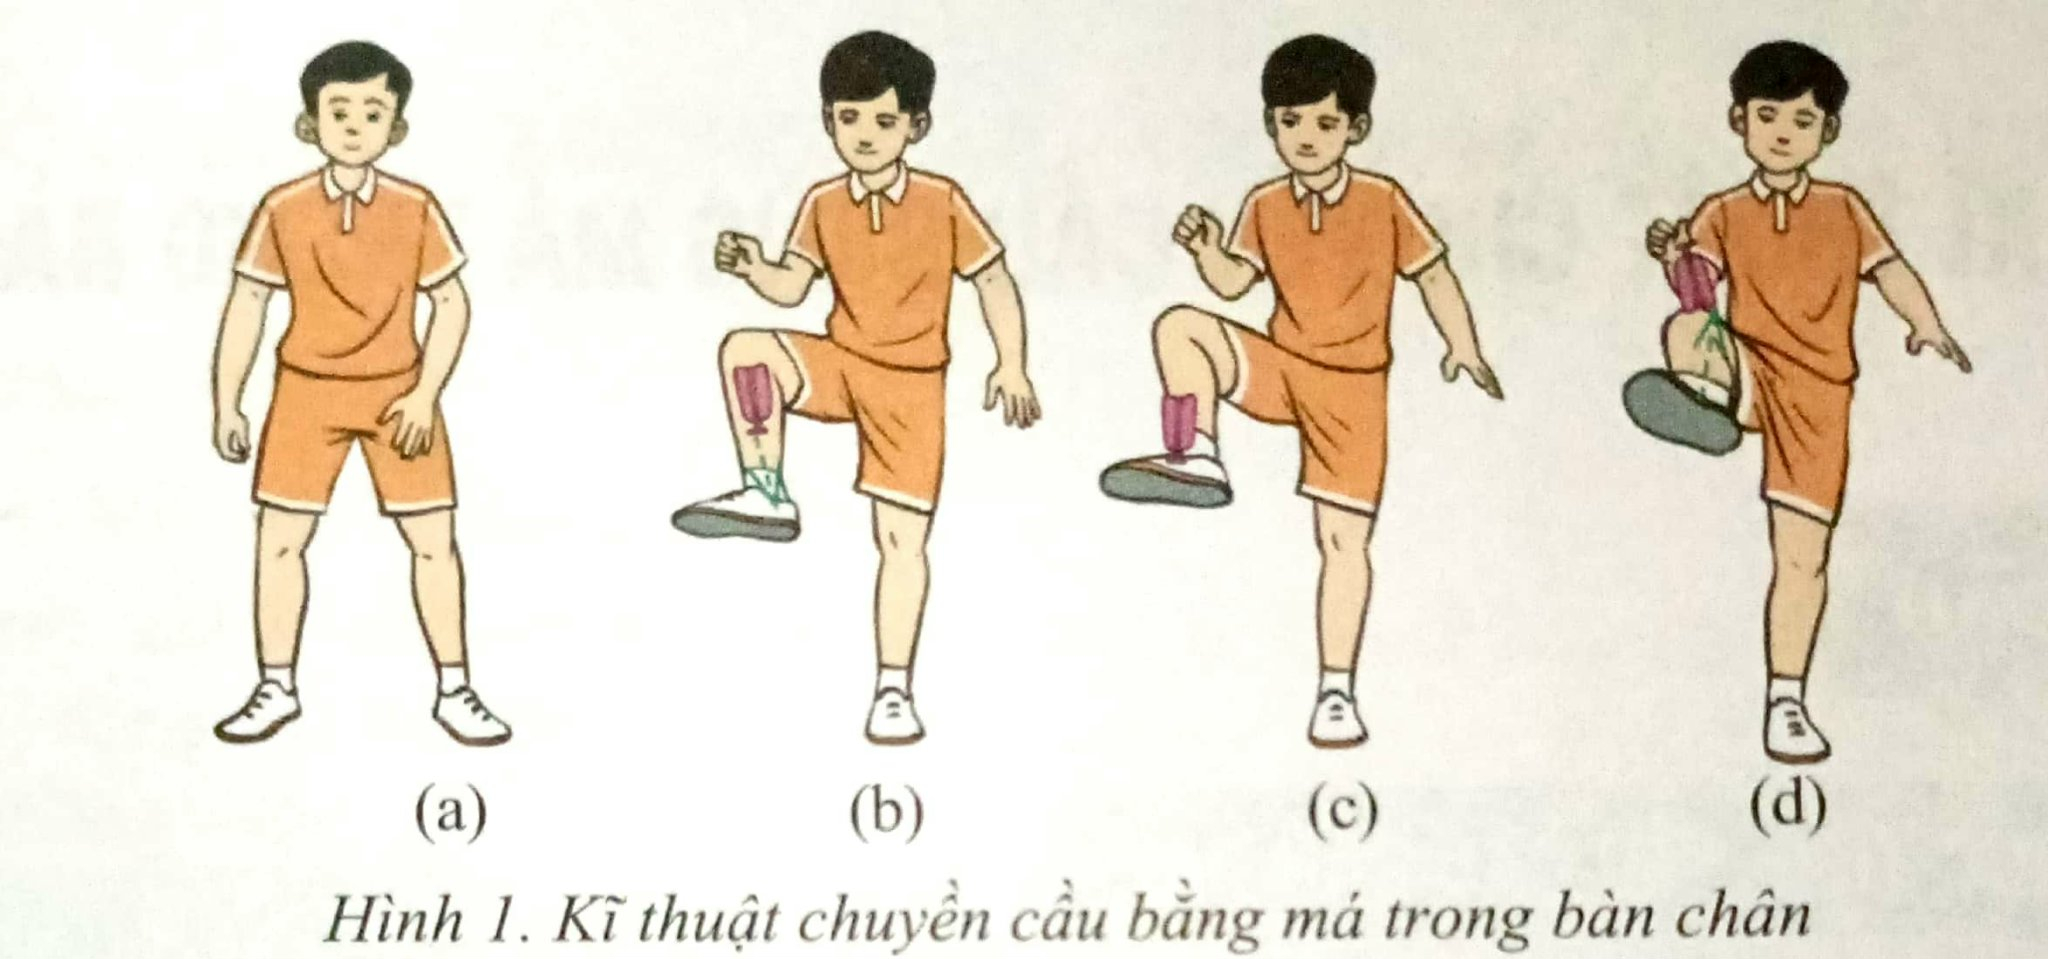 (a) (b) (c) (d)
Hình 1. Kĩ thuật chuyền cầu bằng má trong bàn chân